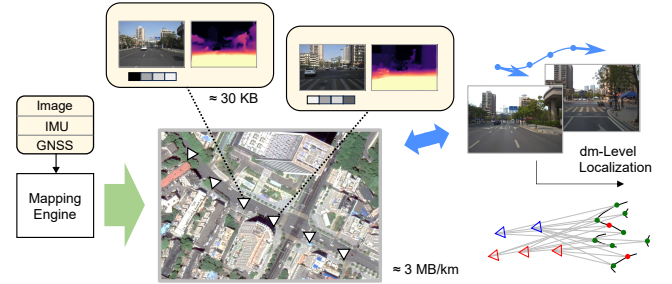 Image
IMU
GNSS
Mapping
Engine
≈ 30 KB
≈ 3 MB/km
dm-Level
Localization